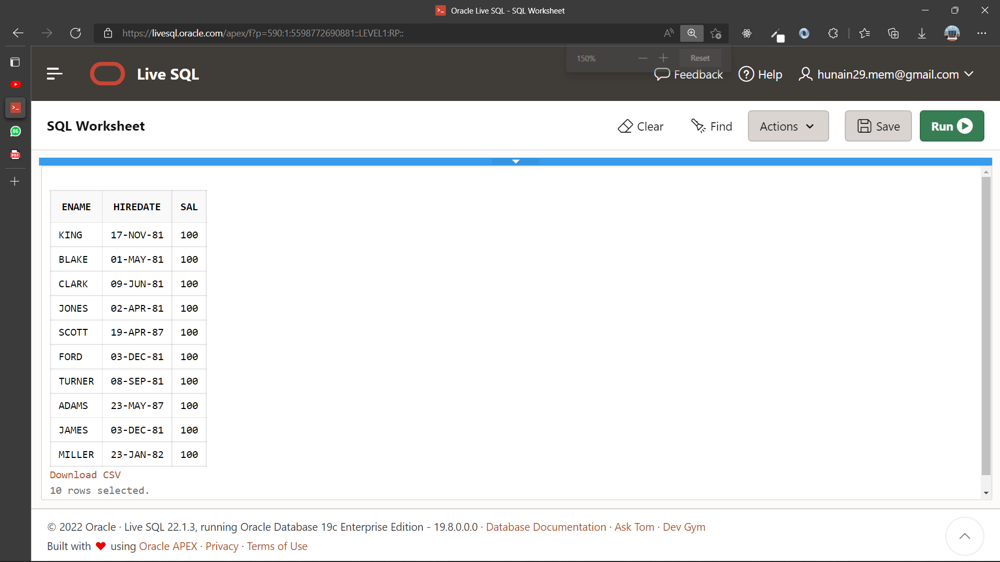 Oracle Live SQL - SQL Worksheet
https://livesql.oracle.com/apex/f?p=590:1:5598772690881::LEVEL1:RP::
150% Reset
Live SQL
Feedback Help hunain29.mem@gmail.com
86
PDF
SQL Worksheet Clear Find Actions Save Run
ENAME HIREDATE SAL
KING 17-NOV-81 100
BLAKE 01-MAY-81 100
CLARK 09-JUN-81 100
JONES 02-APR-81 100
SCOTT 19-APR-87 100
FORD 03-DEC-81 100
TURNER 08-SEP-81 100
ADAMS 23-MAY-87 100
JAMES 03-DEC-81 100
MILLER 23-JAN-82 100
Download CSV
10 rows selected.
© 2022 Oracle · Live SQL 22.1.3, running Oracle Database 19c Enterprise Edition - 19.8.0.0.0 · Database Documentation · Ask Tom · Dev Gym
Built with ❤ using Oracle APEX · Privacy · Terms of Use